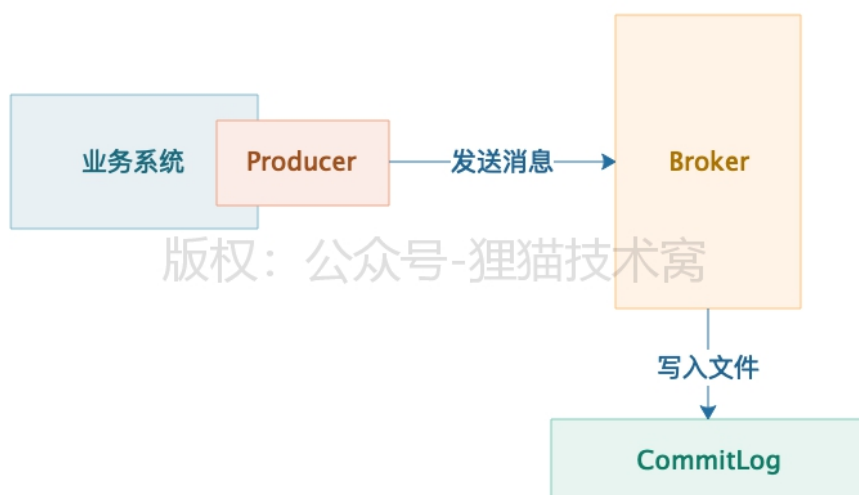 业务系统
Producer
发送消息
Broker
版权：公众号-狸猫技术窝
写入文件
CommitLog